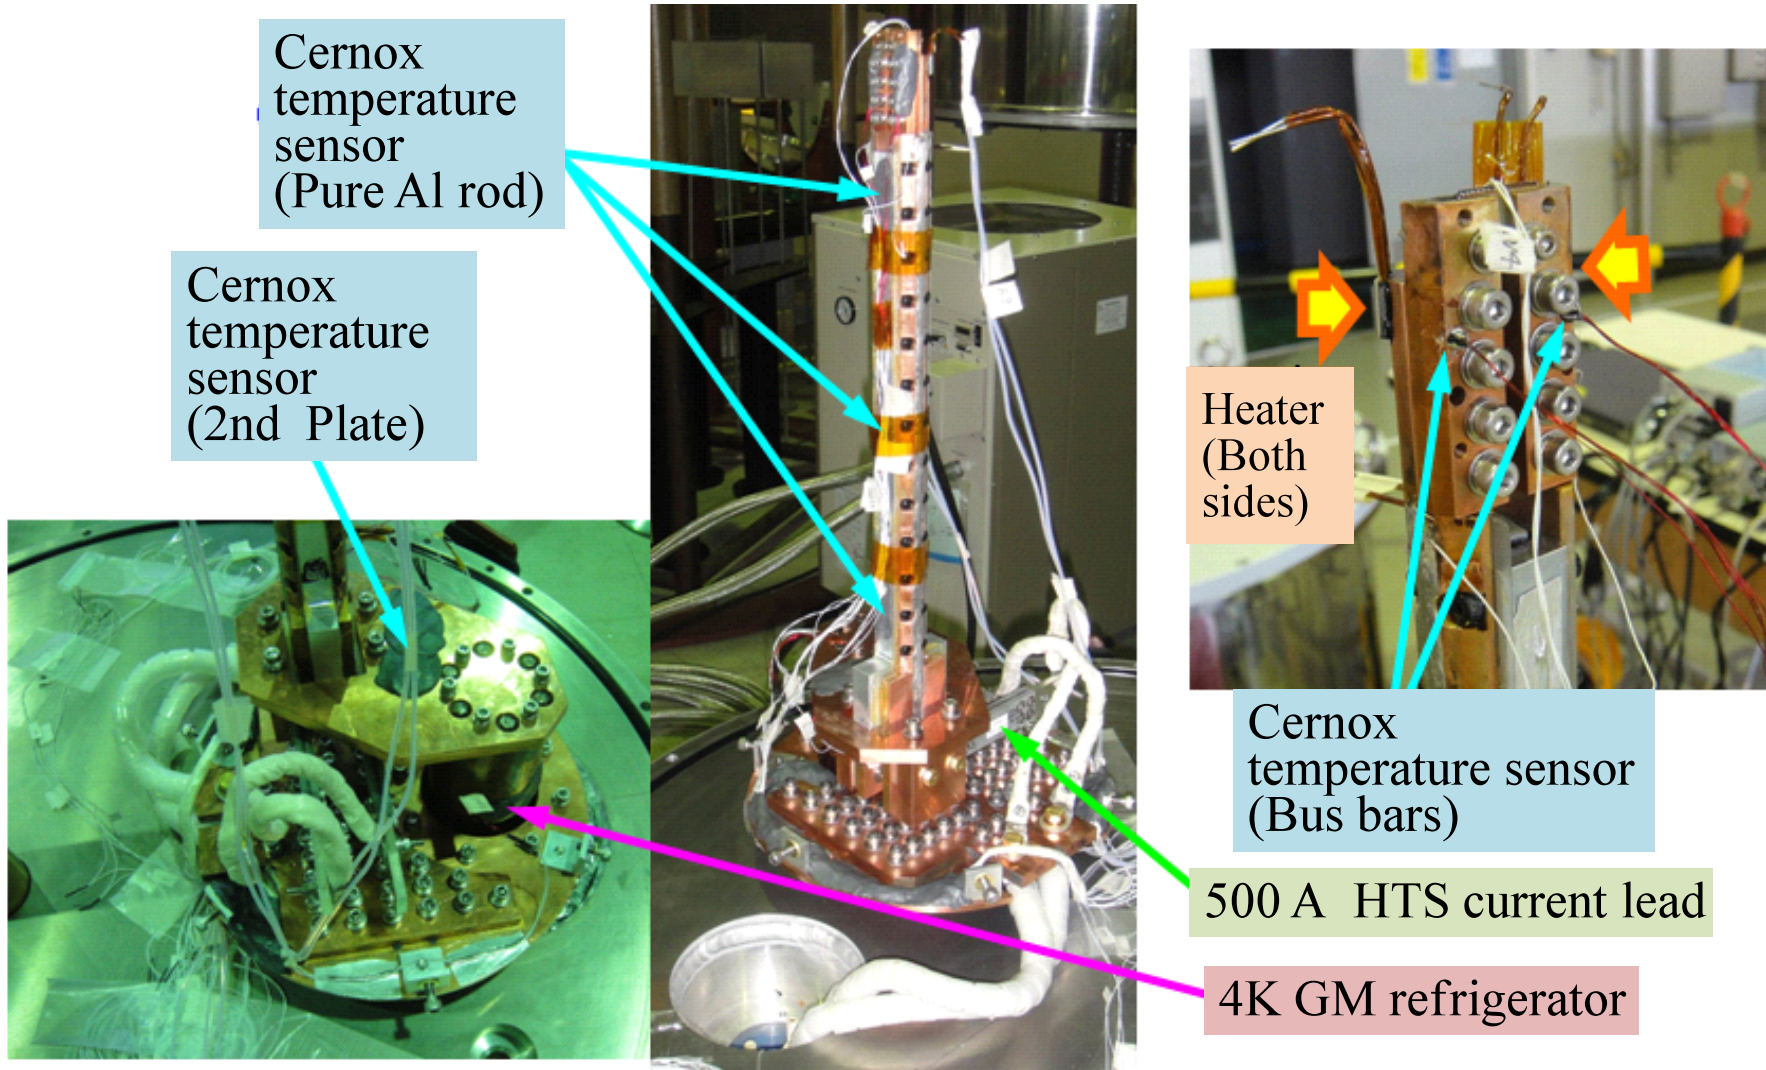 Cernox
temperature
sensor
(Pure Al rod)
Cernox
temperature
sensor
(2nd Plate)
Heater
(Both
sides)
Cernox
temperature sensor
(Bus bars)
500 A HTS current lead
4K GM refrigerator